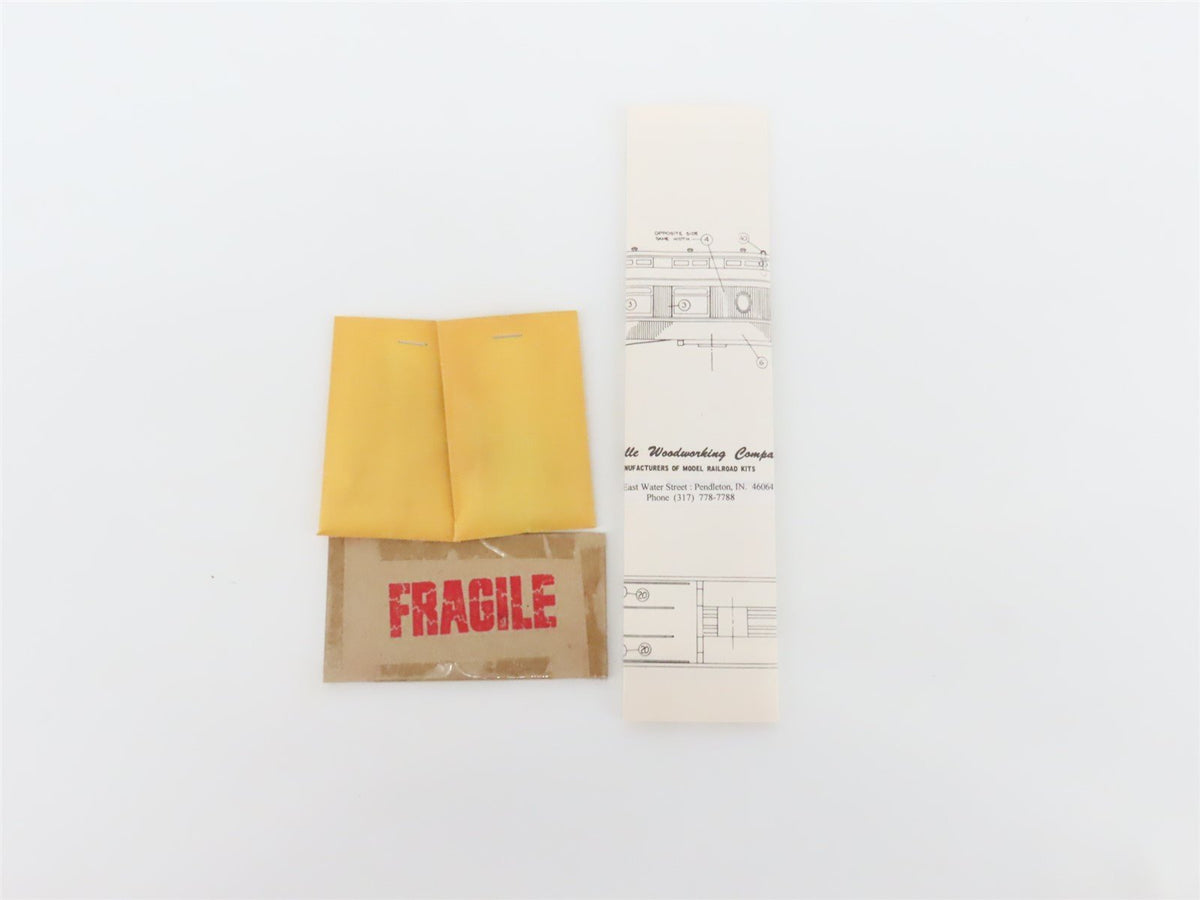 FRAGILE
OPPOSITE SIDE
SAME WIDTH
4
40
3
3
6
lle Woodworking Compa
NUFACTURERS OF MODEL RAILROAD KITS
East Water Street : Pendleton, IN. 46064
Phone (317) 778-7788
20
20